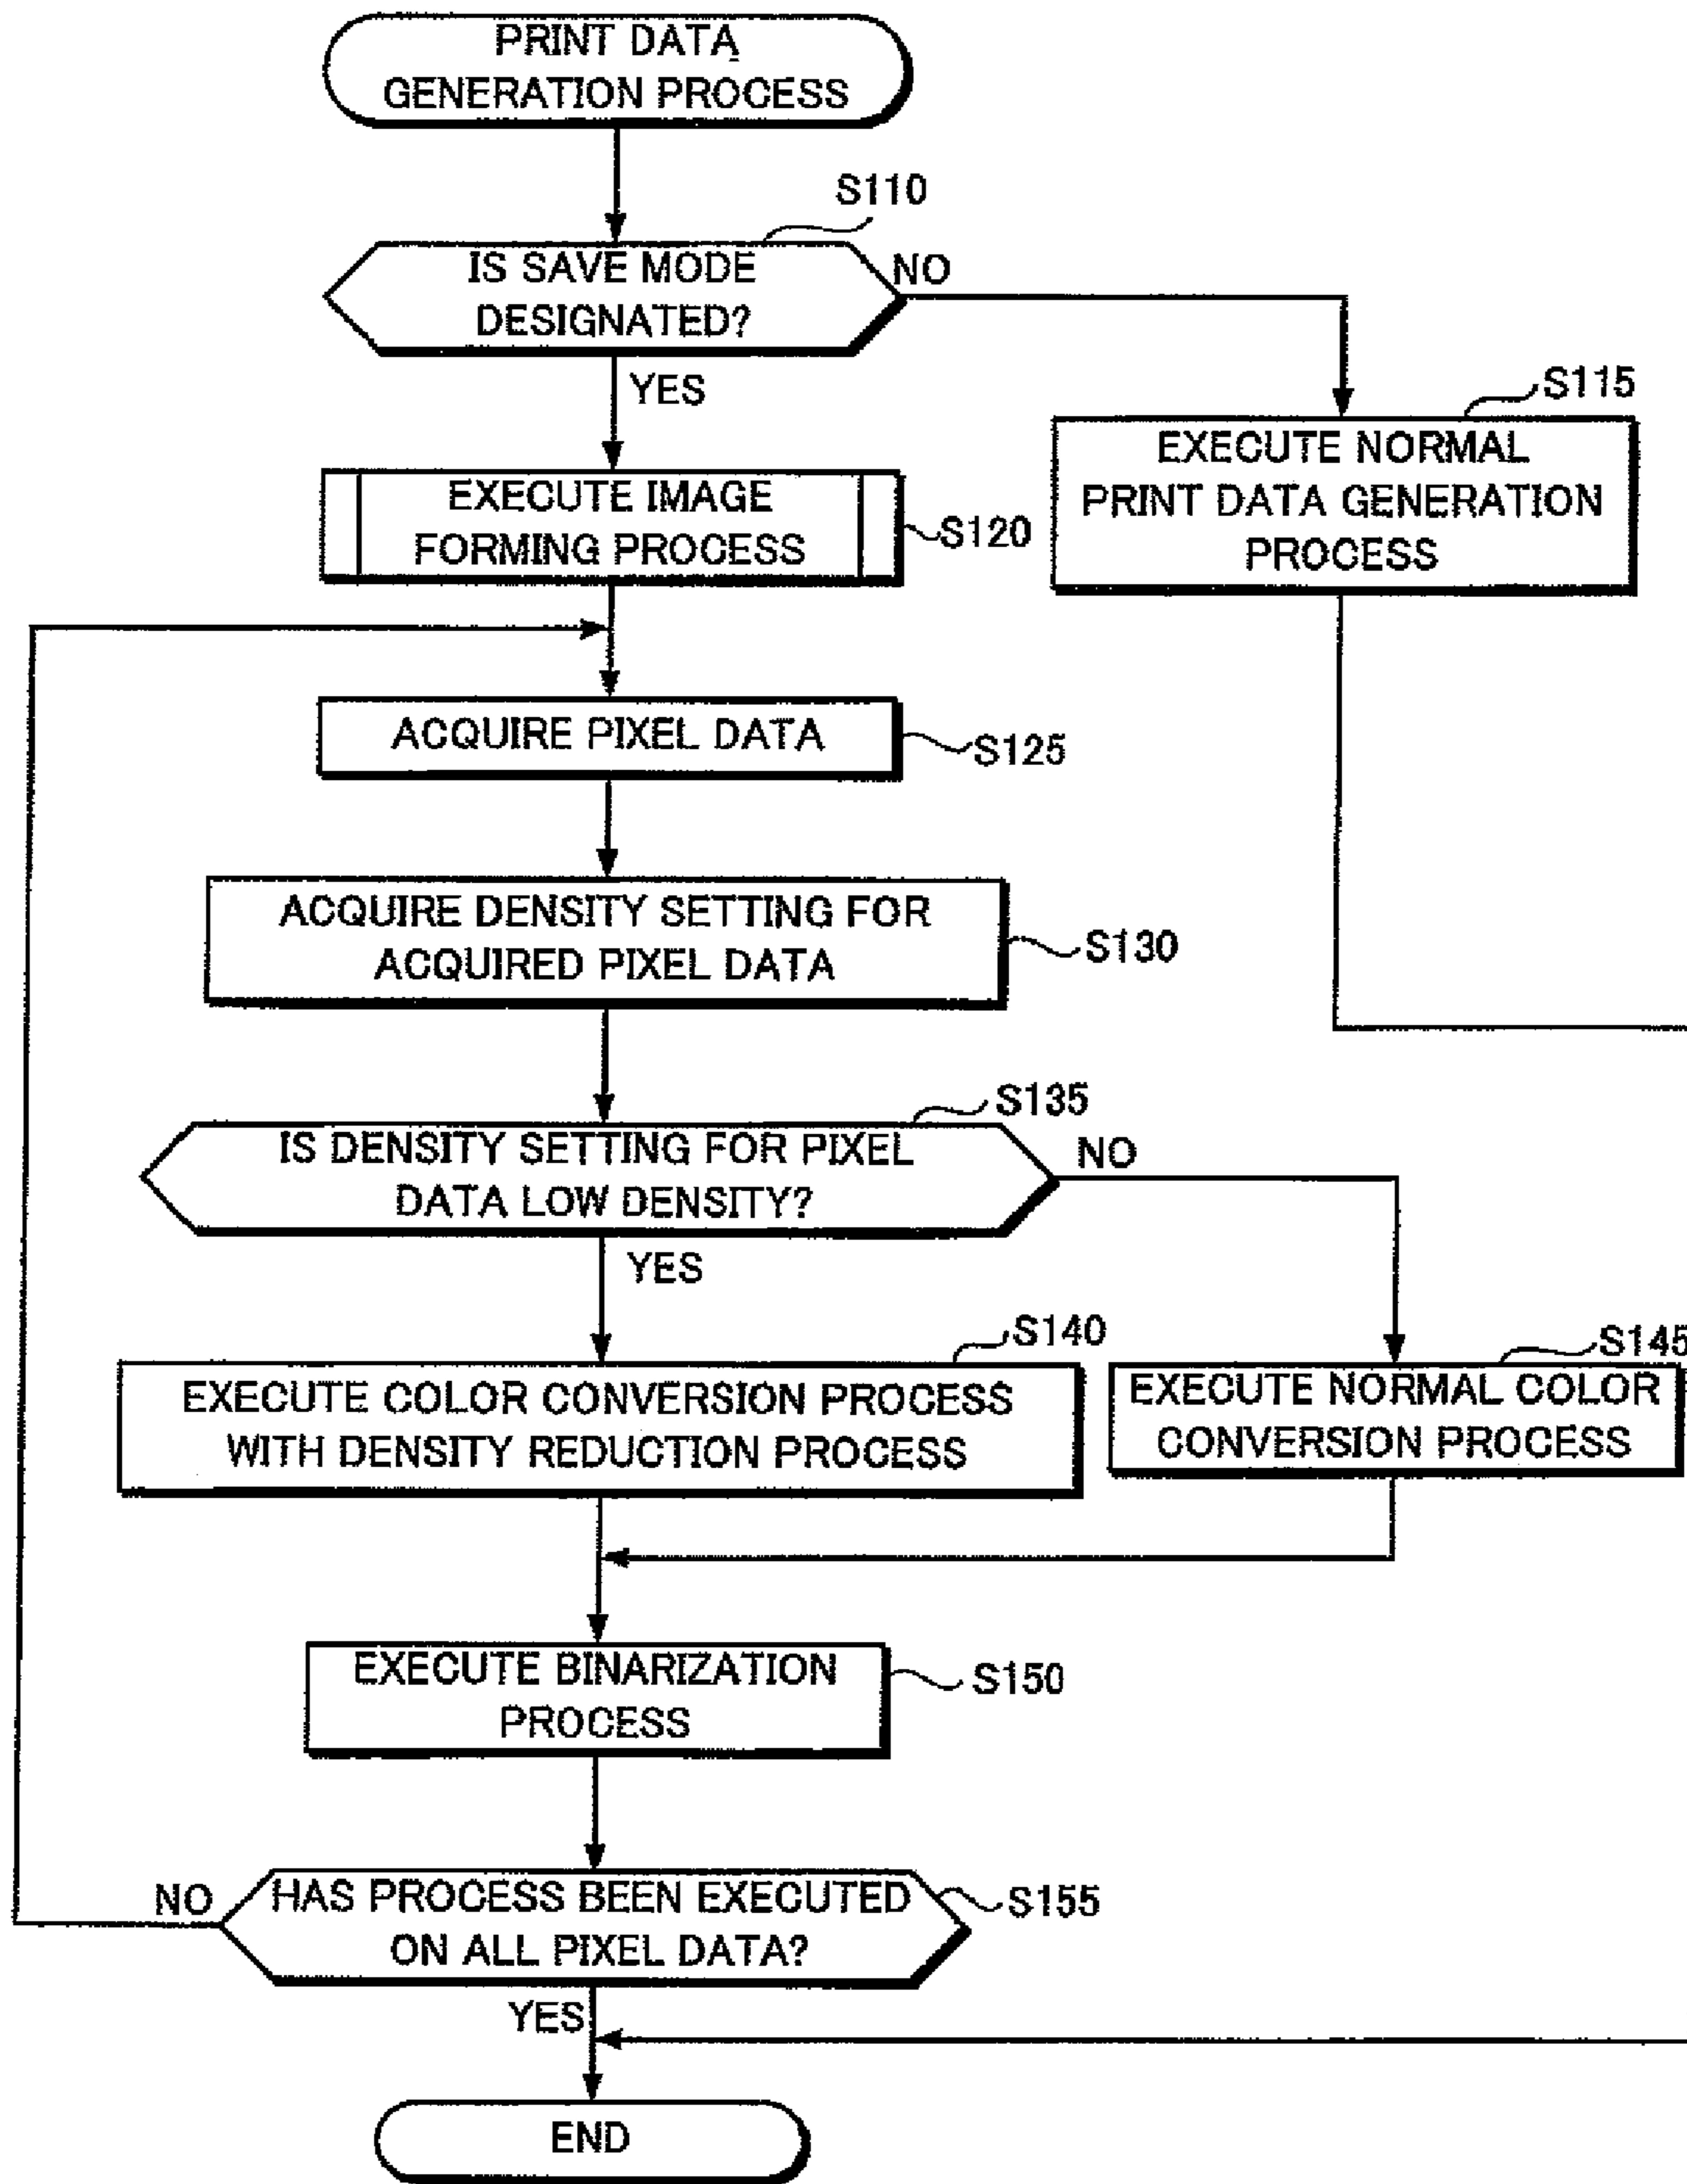 PRINT DATA
GENERATION PROCESS
S110
IS SAVE MODE
DESIGNATED?
NO
YES
S115
EXECUTE NORMAL
PRINT DATA GENERATION
PROCESS
EXECUTE IMAGE
FORMING PROCESS
S120
ACQUIRE PIXEL DATA
S125
ACQUIRE DENSITY SETTING FOR
ACQUIRED PIXEL DATA
S130
S135
IS DENSITY SETTING FOR PIXEL
DATA LOW DENSITY?
NO
YES
S140
EXECUTE COLOR CONVERSION PROCESS
WITH DENSITY REDUCTION PROCESS
S145
EXECUTE NORMAL COLOR
CONVERSION PROCESS
EXECUTE BINARIZATION
PROCESS
S150
NO
HAS PROCESS BEEN EXECUTED
ON ALL PIXEL DATA?
S155
YES
END